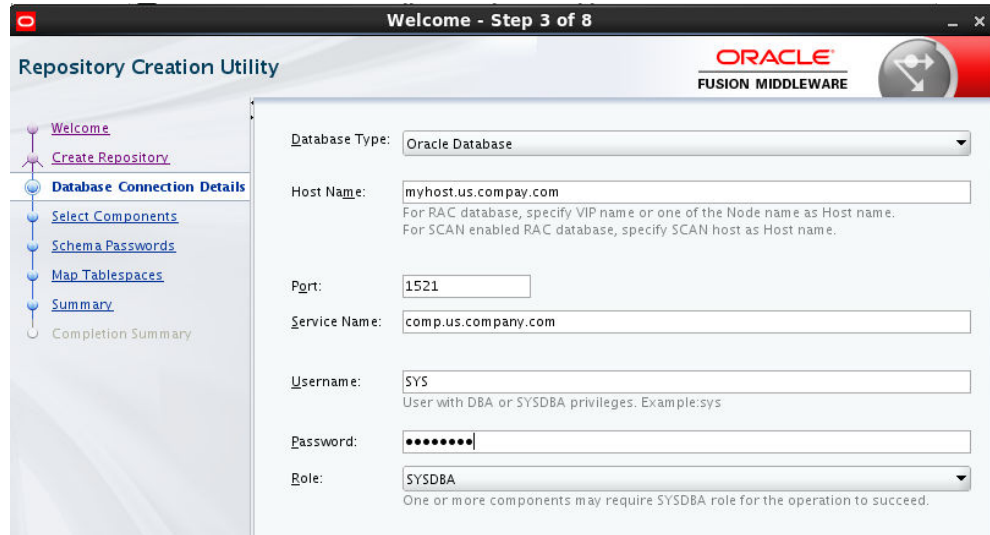 Welcome - Step 3 of 8
Repository Creation Utility
ORACLE
FUSION MIDDLEWARE
Welcome
Create Repository
Database Connection Details
Select Components
Schema Passwords
Map Tablespaces
Summary
Completion Summary
Database Type: Oracle Database
Host Name: myhost.us.compay.com
For RAC database, specify VIP name or one of the Node name as Host name.
For SCAN enabled RAC database, specify SCAN host as Host name.
Port: 1521
Service Name: comp.us.company.com
Username: SYS
User with DBA or SYSDBA privileges. Example:sys
Password: ••••••••
Role: SYSDBA
One or more components may require SYSDBA role for the operation to succeed.